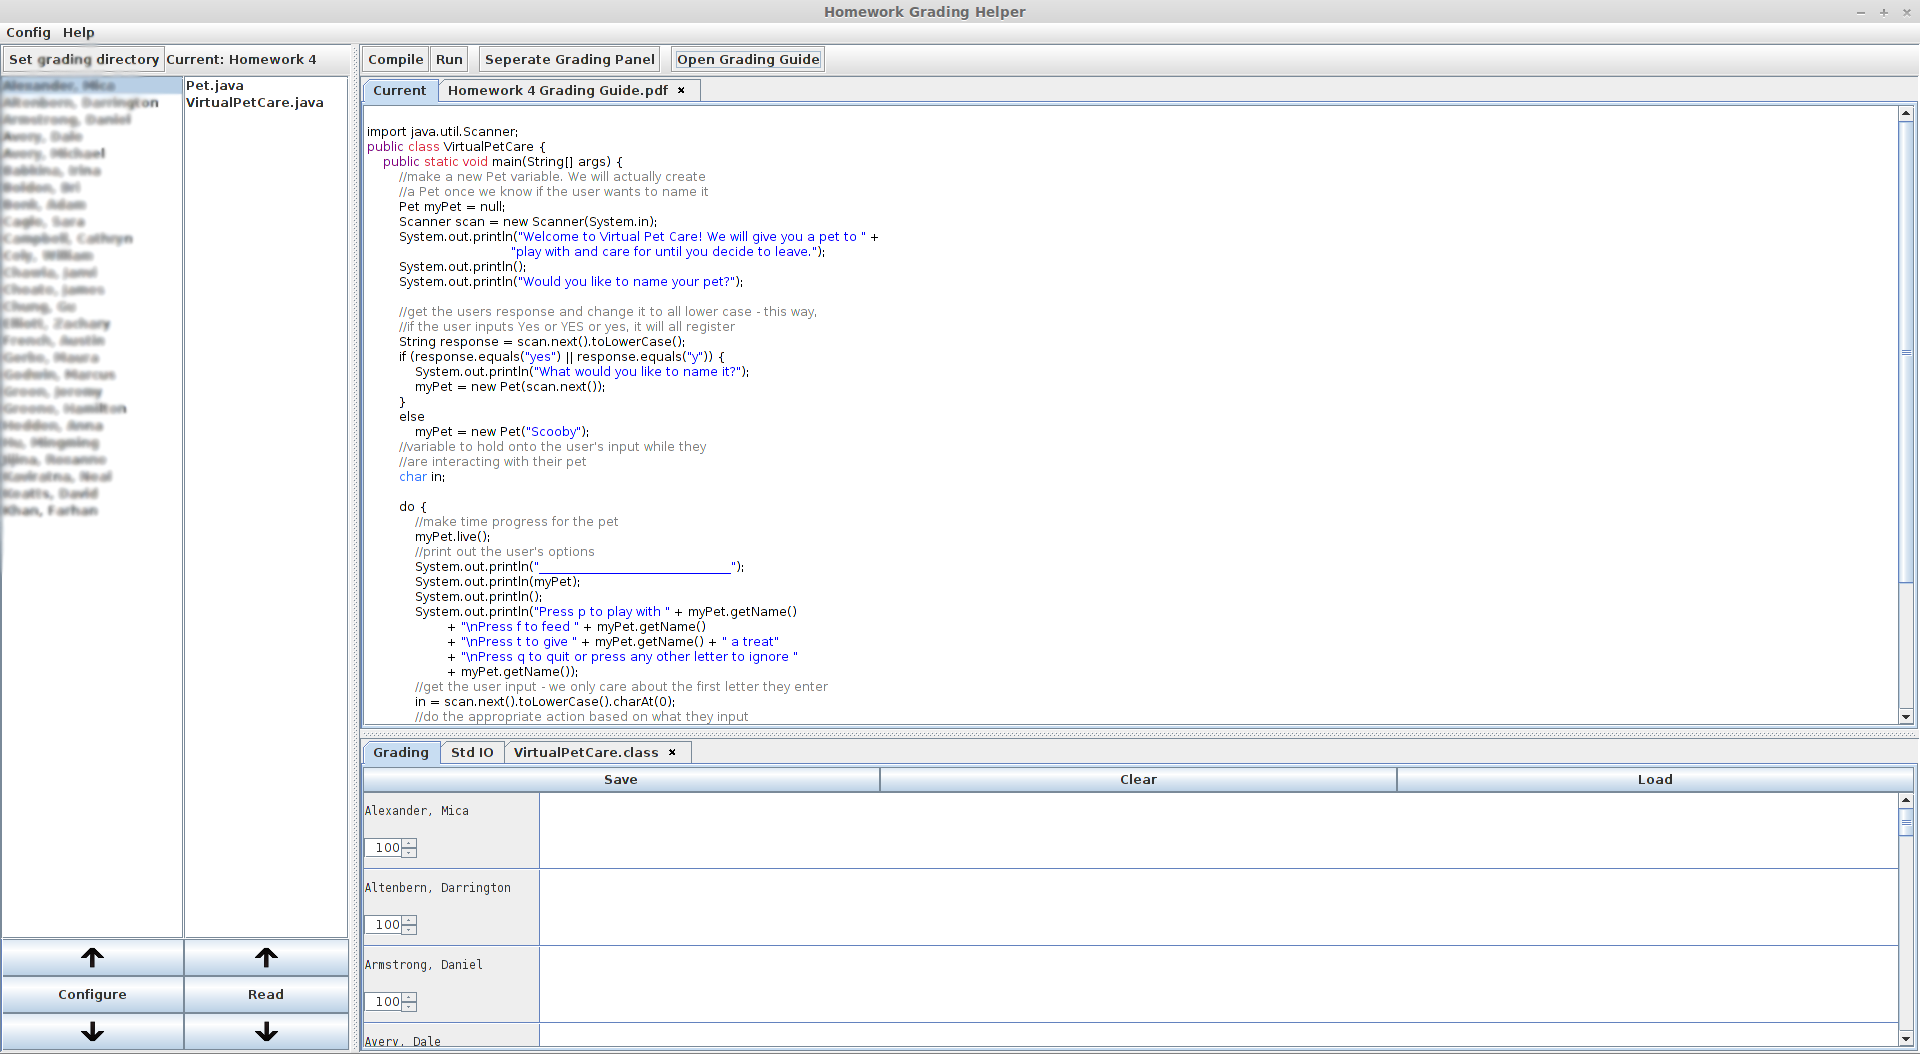 Homework Grading Helper
Config Help
Set grading directory Current: Homework 4
Compile Run Seperate Grading Panel Open Grading Guide
Pet.java
VirtualPetCare.java
Current Homework 4 Grading Guide.pdf ×
import java.util.Scanner;
public class VirtualPetCare {
public static void main(String[] args) {
//make a new Pet variable. We will actually create
//a Pet once we know if the user wants to name it
Pet myPet = null;
Scanner scan = new Scanner(System.in);
System.out.println("Welcome to Virtual Pet Care! We will give you a pet to " +
"play with and care for until you decide to leave.");
System.out.println();
System.out.println("Would you like to name your pet?");
//get the users response and change it to all lower case - this way,
//if the user inputs Yes or YES or yes, it will all register
String response = scan.next().toLowerCase();
if (response.equals("yes") || response.equals("y")) {
System.out.println("What would you like to name it?");
myPet = new Pet(scan.next());
}
else
myPet = new Pet("Scooby");
//variable to hold onto the user's input while they
//are interacting with their pet
char in;
do {
//make time progress for the pet
myPet.live();
//print out the user's options
System.out.println("________________________________");
System.out.println(myPet);
System.out.println();
System.out.println("Press p to play with " + myPet.getName()
+ "\nPress f to feed " + myPet.getName()
+ "\nPress t to give " + myPet.getName() + " a treat"
+ "\nPress q to quit or press any other letter to ignore "
+ myPet.getName());
//get the user input - we only care about the first letter they enter
in = scan.next().toLowerCase().charAt(0);
//do the appropriate action based on what they input
Grading Std IO VirtualPetCare.class ×
Save Clear Load
Alexander, Mica
100
Altenbern, Darrington
100
Armstrong, Daniel
100
Avery, Dale
Configure Read